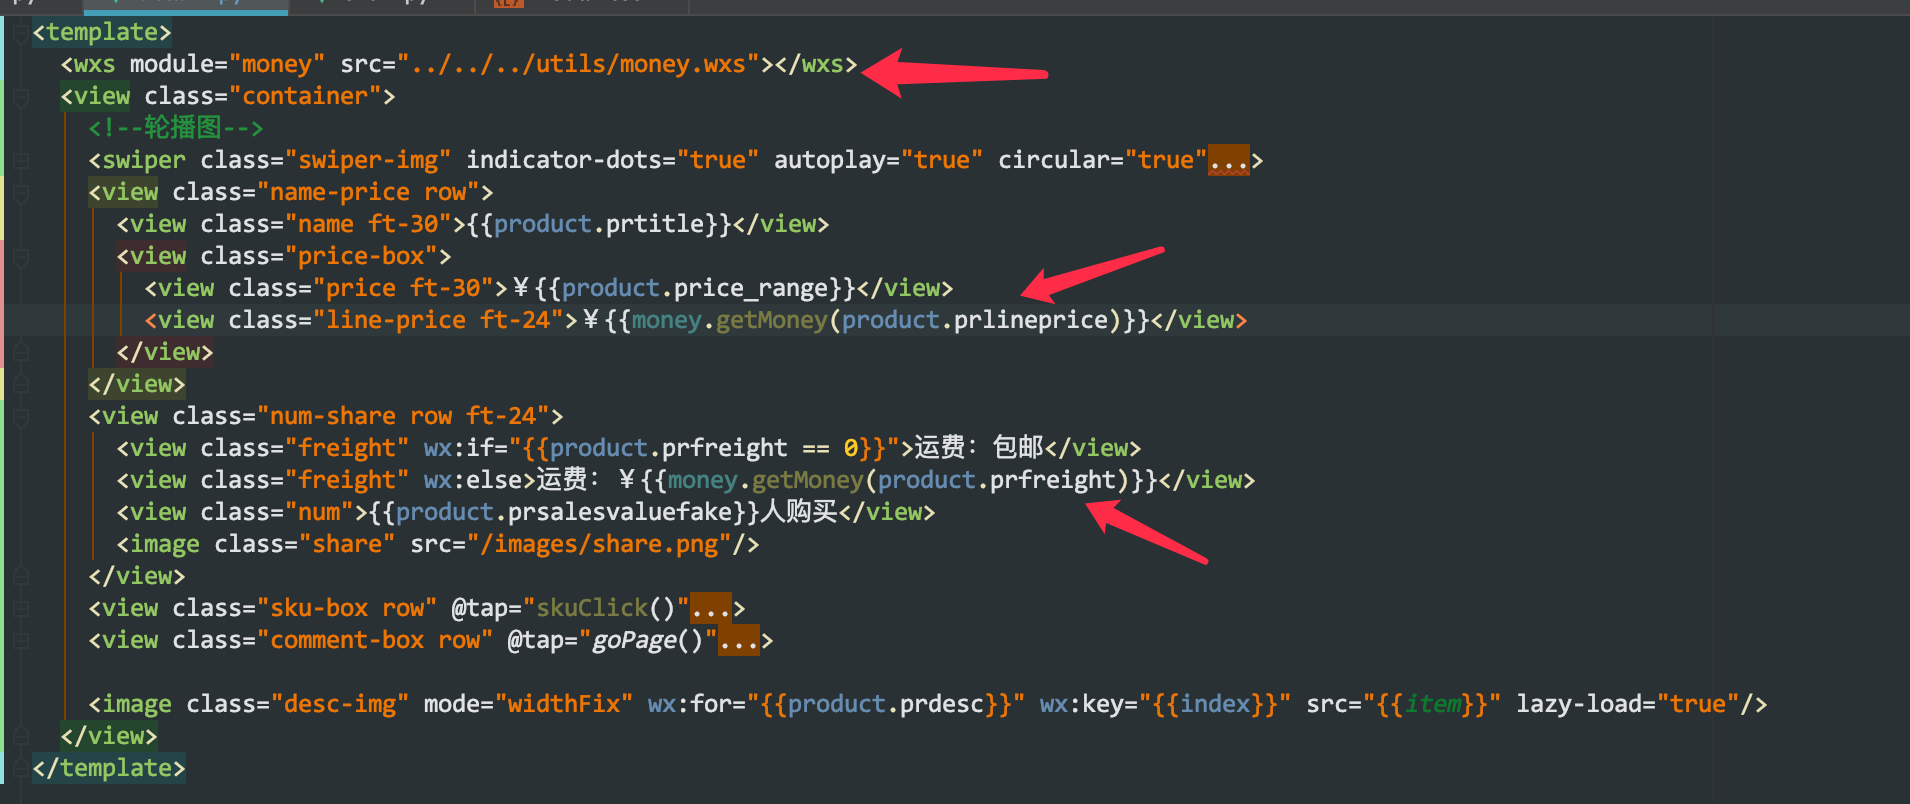 <template>
<wxs module="money" src="../../../utils/money.wxs"></wxs>
<view class="container">
<!--轮播图-->
<swiper class="swiper-img" indicator-dots="true" autoplay="true" circular="true"...>
<view class="name-price row">
<view class="name ft-30">{{product.prtitle}}</view>
<view class="price-box">
<view class="price ft-30">¥{{product.price_range}}</view>
<view class="line-price ft-24">¥{{money.getMoney(product.prlineprice)}}</view>
</view>
</view>
<view class="num-share row ft-24">
<view class="freight" wx:if="{{product.prfreight == 0}}">运费：包邮</view>
<view class="freight" wx:else>运费：¥{{money.getMoney(product.prfreight)}}</view>
<view class="num">{{product.prsalesvaluefake}}人购买</view>
<image class="share" src="/images/share.png"/>
</view>
<view class="sku-box row" @tap="skuClick()"...>
<view class="comment-box row" @tap="goPage()"...>
<image class="desc-img" mode="widthFix" wx:for="{{product.prdesc}}" wx:key="{{index}}" src="{{item}}" lazy-load="true"/>
</view>
</template>